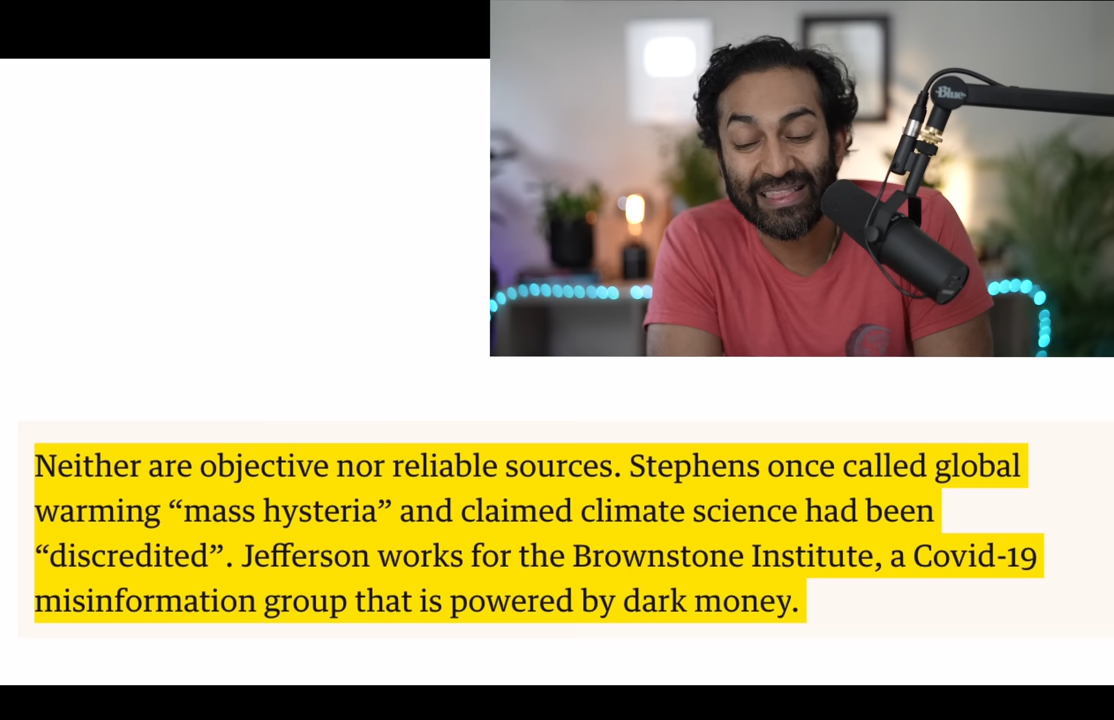 Blue
Neither are objective nor reliable sources. Stephens once called global
warming “mass hysteria” and claimed climate science had been
“discredited”. Jefferson works for the Brownstone Institute, a Covid-19
misinformation group that is powered by dark money.